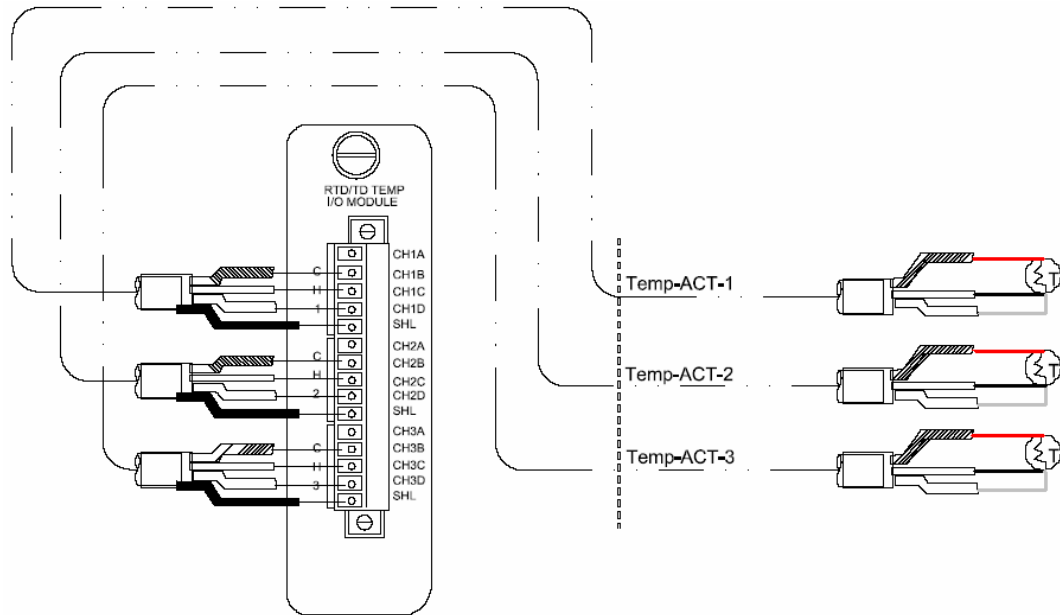 RTD/TD TEMP
I/O MODULE
CH1A
C CH1B
H CH1C
1 CH1D
SHL
CH2A
C CH2B
H CH2C
2 CH2D
SHL
CH3A
C CH3B
H CH3C
3 CH3D
SHL
Temp-ACT-1
T
Temp-ACT-2
T
Temp-ACT-3
T